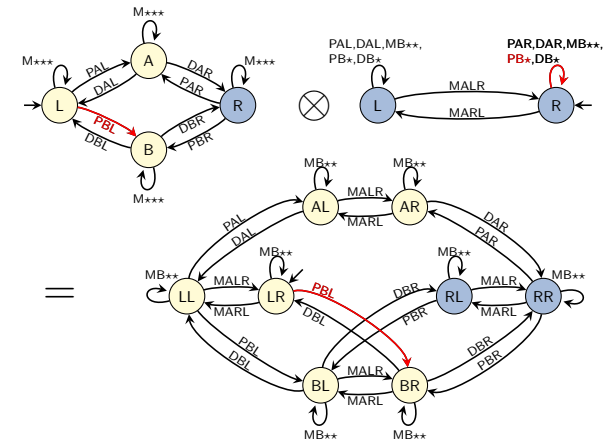 M⋆⋆⋆
M⋆⋆⋆ M⋆⋆⋆
PAL DAL DAR PAR
A
L R
PBL DBL DBR PBR
B
M⋆⋆⋆
⊗
PAL,DAL,MB⋆⋆,
PB⋆,DB⋆
PAR,DAR,MB⋆⋆,
PB⋆,DB⋆
MALR
L R
MARL
=
MB⋆⋆ MB⋆⋆
AL MALR AR
MARL
PAL DAL DAR PAR
MB⋆⋆ MB⋆⋆ MB⋆⋆ MB⋆⋆
LL MALR LR PBL DBR RL MALR RR
MARL DBL PBR MARL
PBL DBL DBR PBR
BL MALR BR
MARL
MB⋆⋆ MB⋆⋆